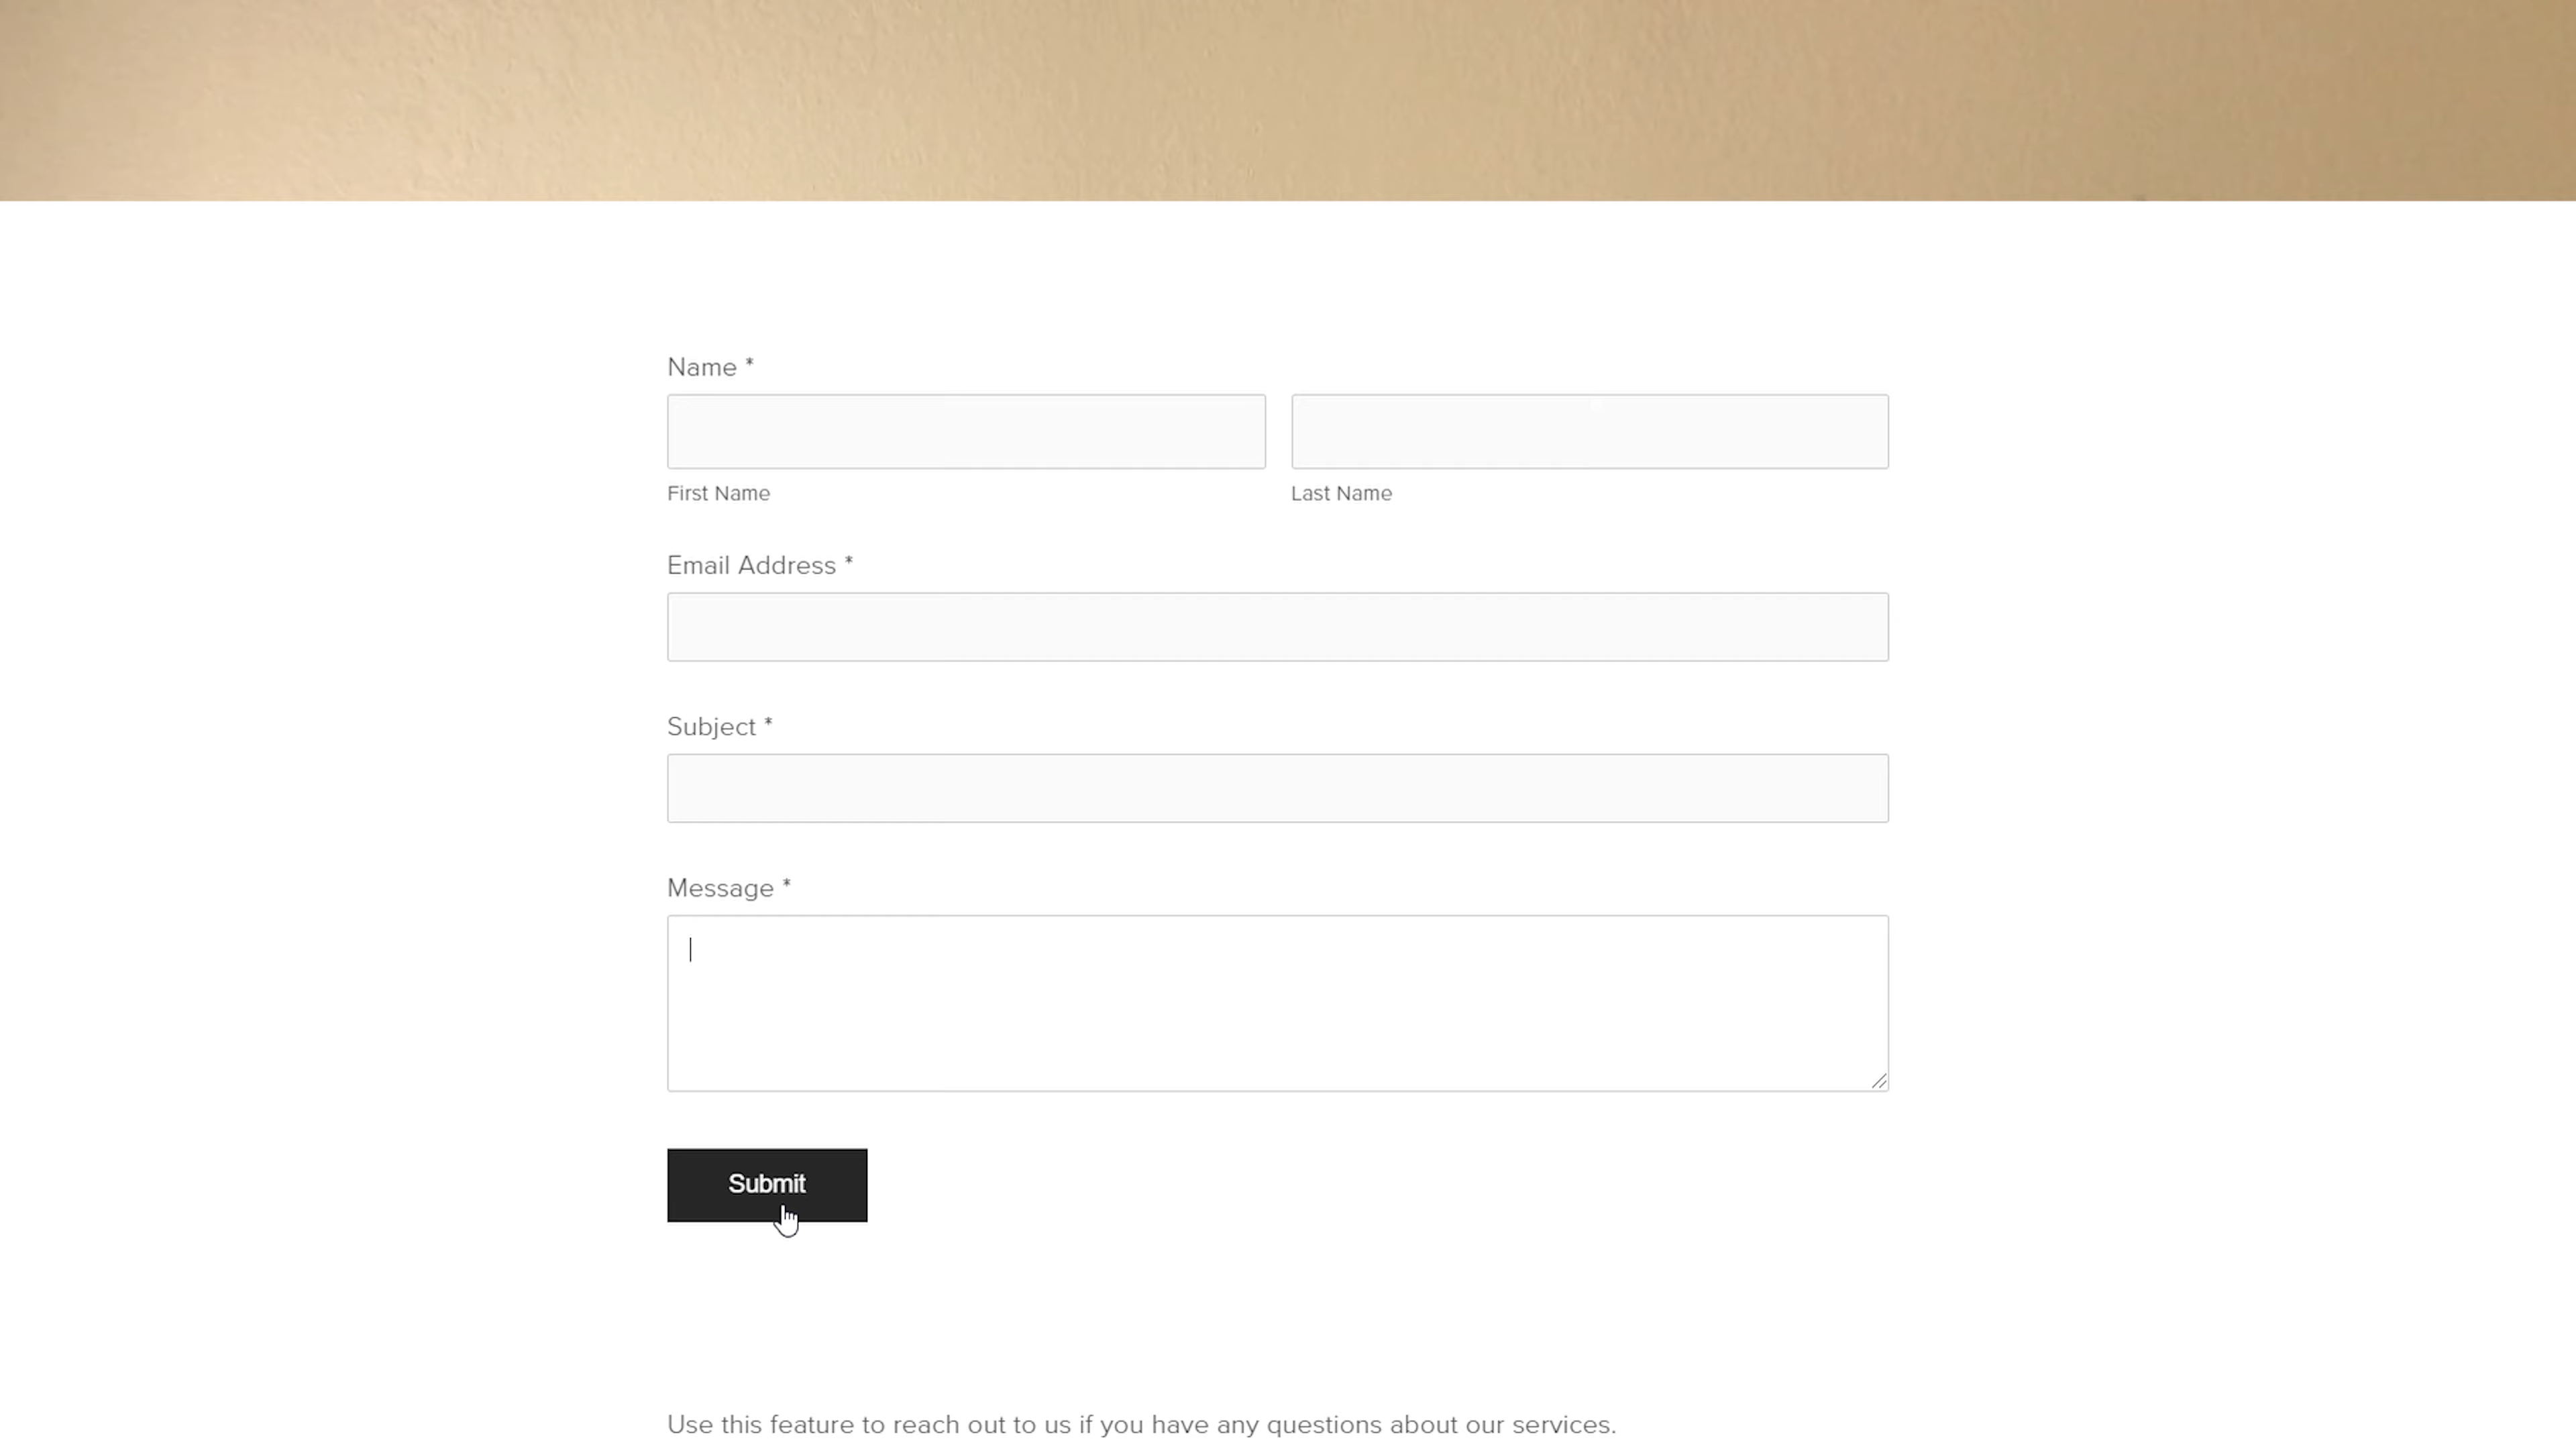 Name *
First Name Last Name
Email Address *
Subject *
Message *
Submit
Use this feature to reach out to us if you have any questions about our services.